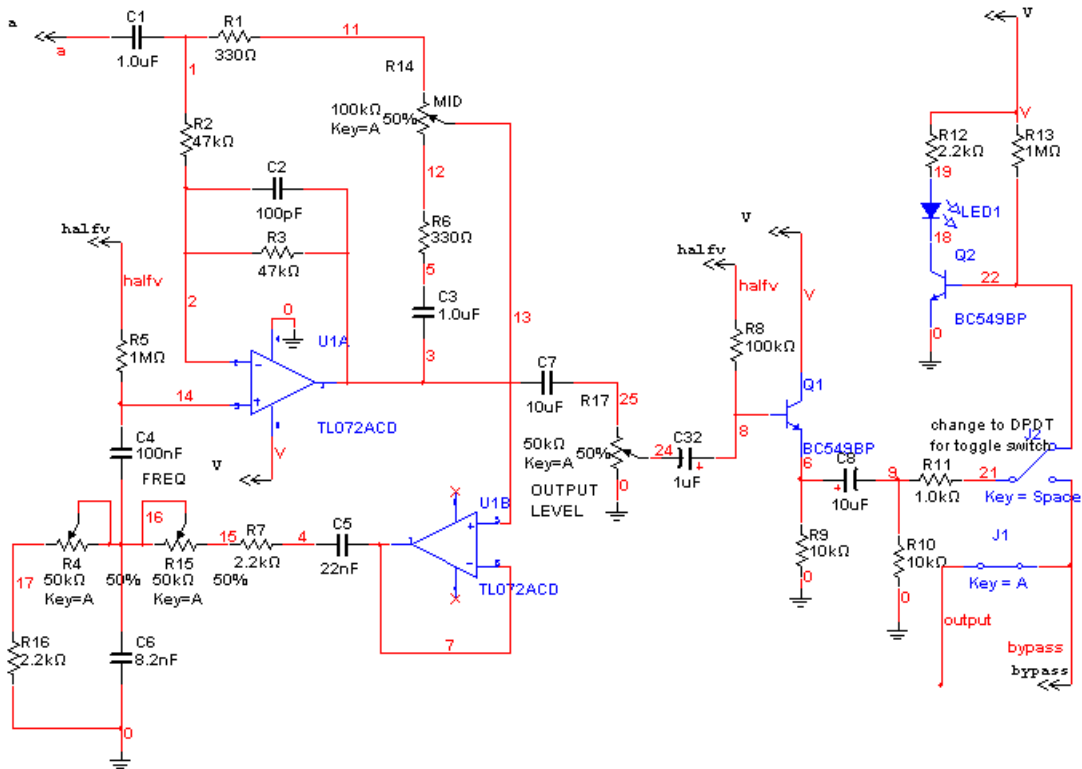 a
a
C1
1.0uF
R1
330Ω
11
1
R14
MID
100kΩ
50%
Key=A
R2
47kΩ
12
C2
100pF
R6
330Ω
5
R3
47kΩ
C3
1.0uF
3
13
halfv
halfv
R5
1MΩ
2
0
4
U1A
TL072ACD
14
8
V
V
C4
100nF
FREQ
16
15
R7
2.2kΩ
4
C5
22nF
R4
50kΩ
50%
Key=A
R15
50kΩ
50%
Key=A
17
R16
2.2kΩ
C6
8.2nF
0
U1B
TL072ACD
7
C7
10uF
R17
25
50kΩ
50%
Key=A
OUTPUT
LEVEL
0
24
C32
1uF
halfv
halfv
R8
100kΩ
8
V
V
Q1
BC549BP
6
R9
10kΩ
0
C8
10uF
9
R10
10kΩ
0
R11
1.0kΩ
21
V
V
R12
2.2kΩ
R13
1MΩ
19
LED1
18
Q2
22
BC549BP
0
change to DPDT
for toggle switch
J2
Key = Space
J1
Key = A
output
bypass
bypass